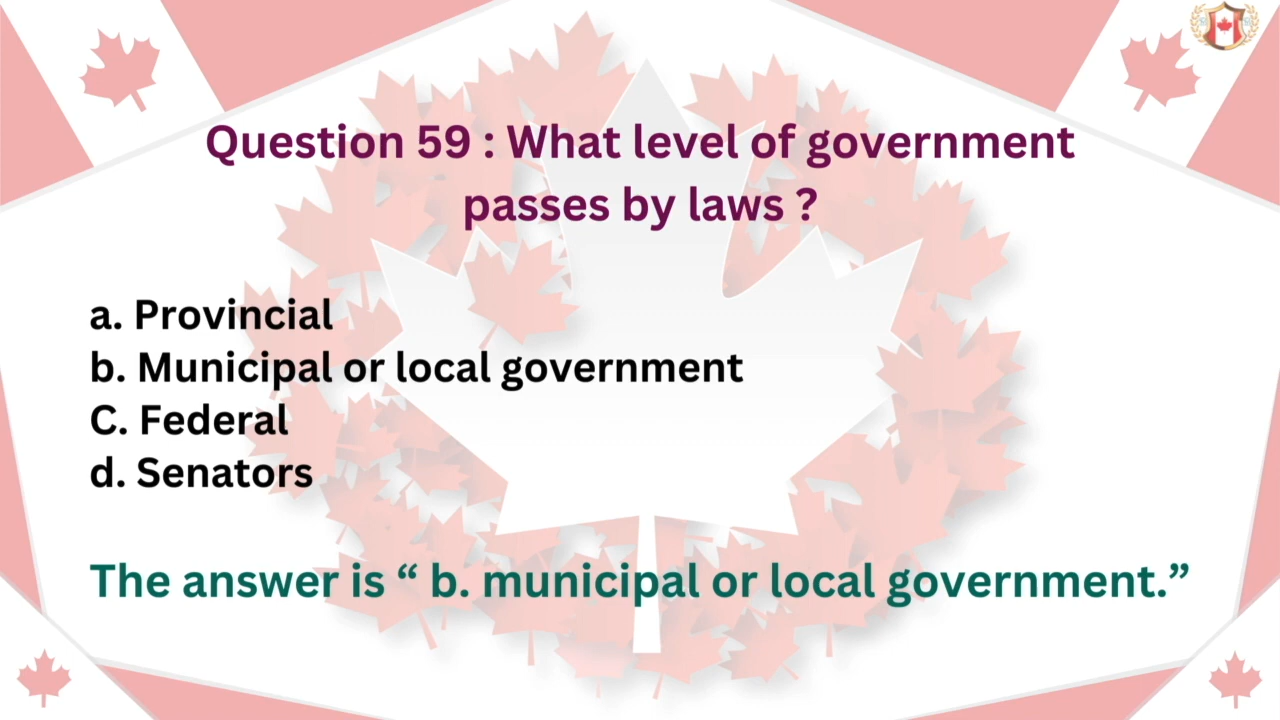 Question 59 : What level of government
passes by laws ?
a. Provincial
b. Municipal or local government
C. Federal
d. Senators
The answer is “ b. municipal or local government.”